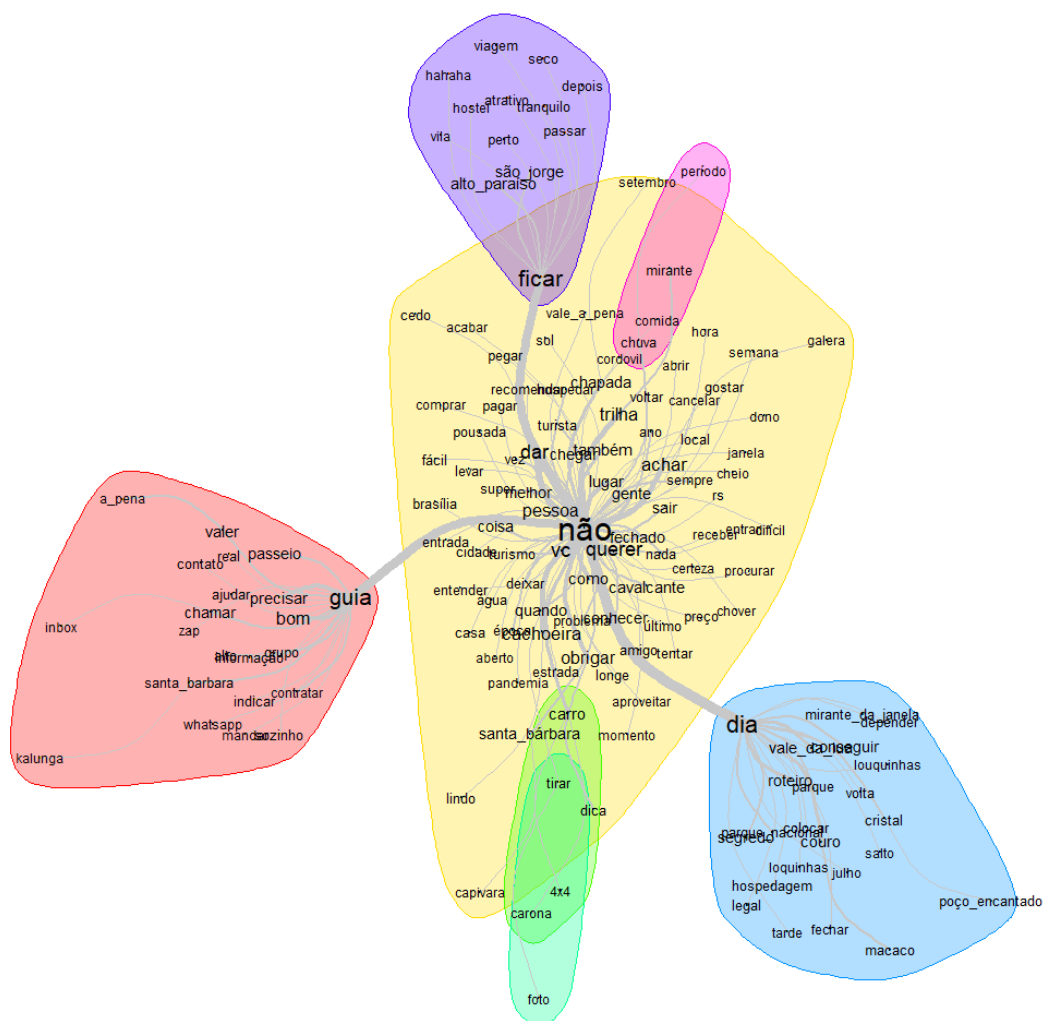 viagem
seco
hahaha
depois
atrativo
hostel
tranquilo
vila
perto
passar
são_jorge
alto_paraíso
ficar
período
setembro
mirante
comida
chuva
cedo
acabar
vale_a_pena
sol
cordovil
hora
galera
semana
pegar
abrir
recomendar
hospedar
chapada
voltar
cancelar
gostar
comprar
pagar
trilha
dono
pousada
turista
ano
local
fácil
dar
chegar
também
janela
levar
vez
achar
cheio
super
melhor
lugar
gente
sempre
rs
brasília
pessoa
sair
coisa
não
entrada
fechado
receber
entrar
difícil
cidade
turismo
vc
querer
nada
entender
deixar
como
certeza
procurar
água
cavalcante
quando
preço
chover
casa
época
problema
conhecer
último
cachoeira
aberto
obrigar
amigo
tentar
pandemia
estrada
longe
aproveitar
carro
santa_bárbara
momento
lindo
tirar
dica
capivara
4x4
carona
foto
a_pena
valer
real
passeio
contato
ajudar
precisar
guia
chamar
bom
inbox
zap
grupo
informação
santa_barbara
indicar
contratar
whatsapp
mandar
sozinho
kalunga
dia
mirante_da_janela
depender
vale_da_lua
conseguir
louquinhas
roteiro
parque
volta
cristal
parque_nacional
colocar
segredo
couro
salto
loquinhas
julho
hospedagem
legal
poço_encantado
tarde
fechar
macaco